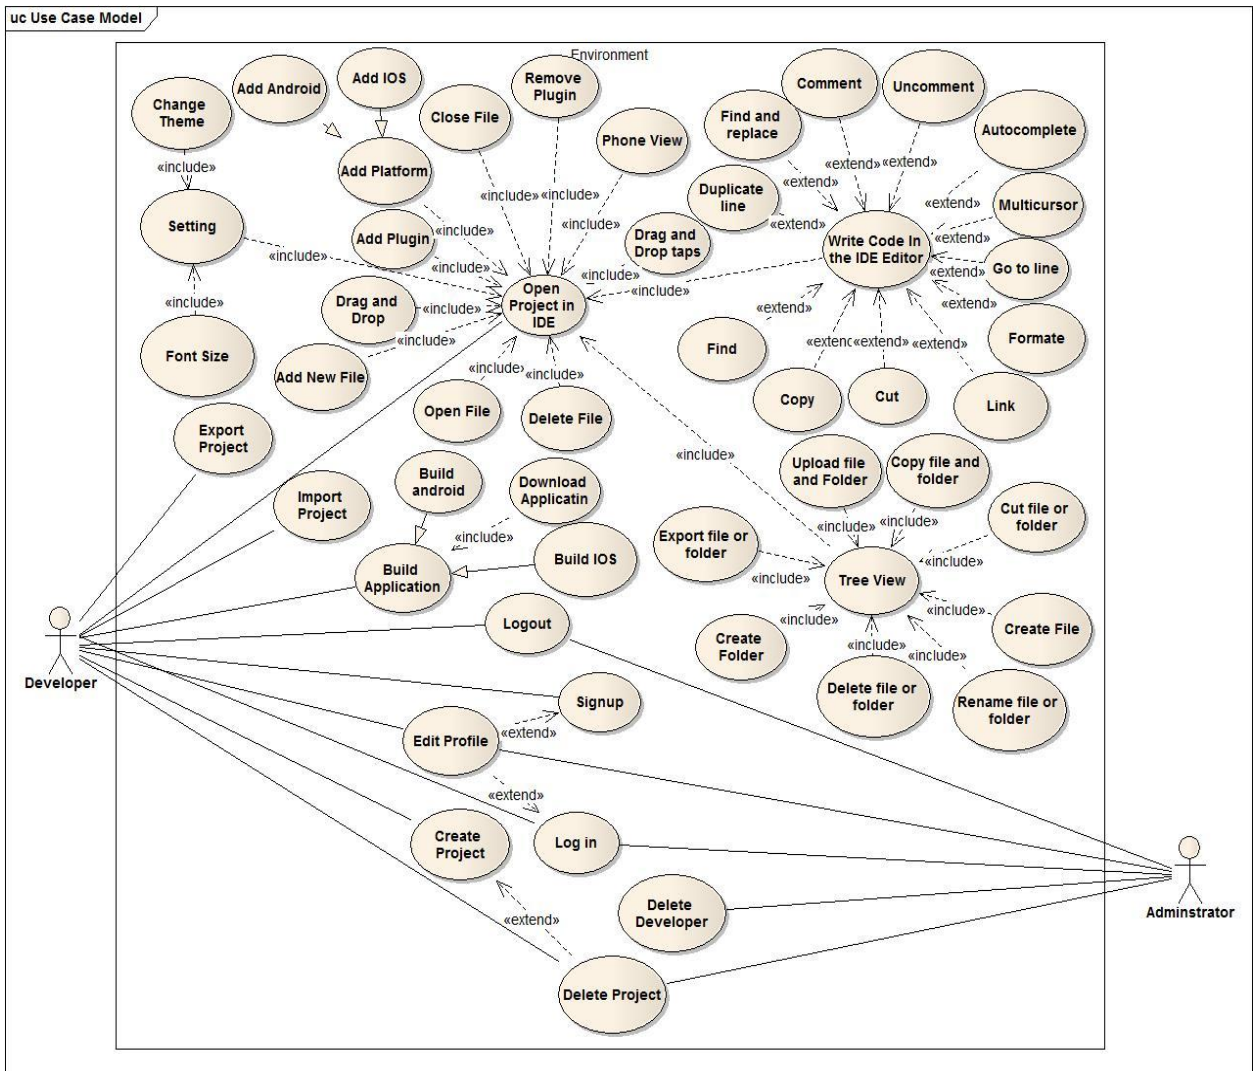 uc Use Case Model
Environment
Change
Theme
Add Android
Add IOS
Close File
Remove
Plugin
Phone View
Find and
replace
Comment
Uncomment
Autocomplete
«include»
Add Platform
«include»
«include»
«include»
«extend»
«extend»
«extend»
Duplicate
line
«extend»
«extend»
Multicursor
Setting
Add Plugin
«include»
«include»
«include»
Drag and
Drop taps
Write Code In
the IDE Editor
«extend»
Go to line
«include»
«include»
«include»
«include»
«extend»
Open
Project in
IDE
Drag and
Drop
«include»
«include»
«extend»
Formate
Font Size
Add New File
«include»
«include»
Find
«extend»
«extend»
«extend»
Open File
Delete File
Copy
Cut
Link
Export
Project
«include»
Build
android
Download
Applicatin
Upload file
and Folder
Copy file and
folder
Cut file or
folder
Import
Project
«include»
«include»
«include»
Export file or
folder
«include»
Build IOS
Build
Application
«include»
Tree View
«include»
Developer
Logout
«include»
«include»
Create File
Create
Folder
«include»
«include»
Delete file or
folder
Rename file or
folder
Signup
Edit Profile
«extend»
«extend»
Create
Project
Log in
Delete
Developer
Adminstrator
«extend»
Delete Project